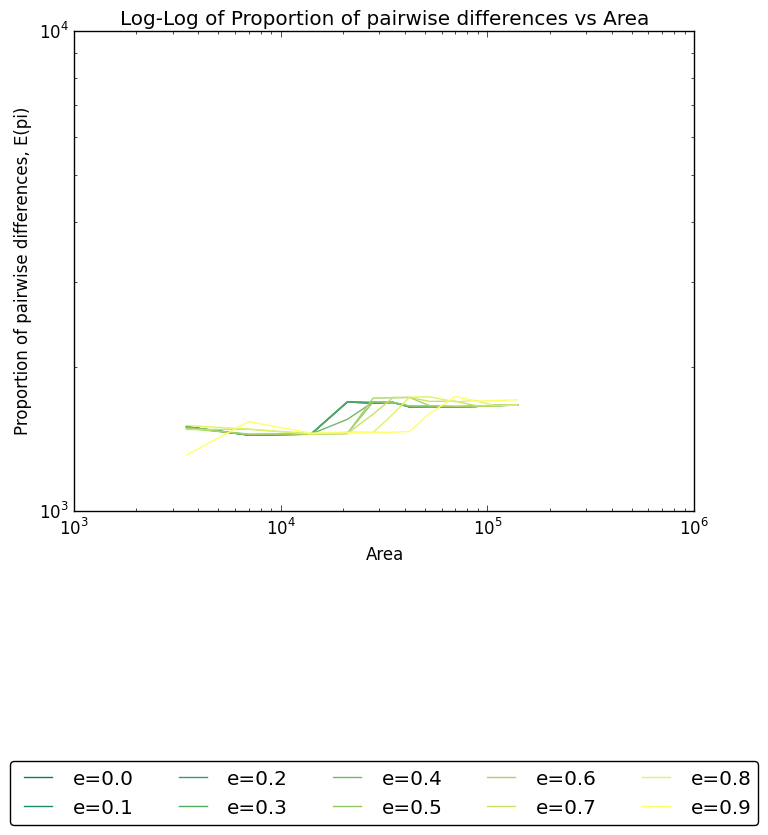 Log-Log of Proportion of pairwise differences vs Area
10^4
Proportion of pairwise differences, E(pi)
10^3
10^3 10^4 10^5 10^6
Area
e=0.0 e=0.2 e=0.4 e=0.6 e=0.8
e=0.1 e=0.3 e=0.5 e=0.7 e=0.9